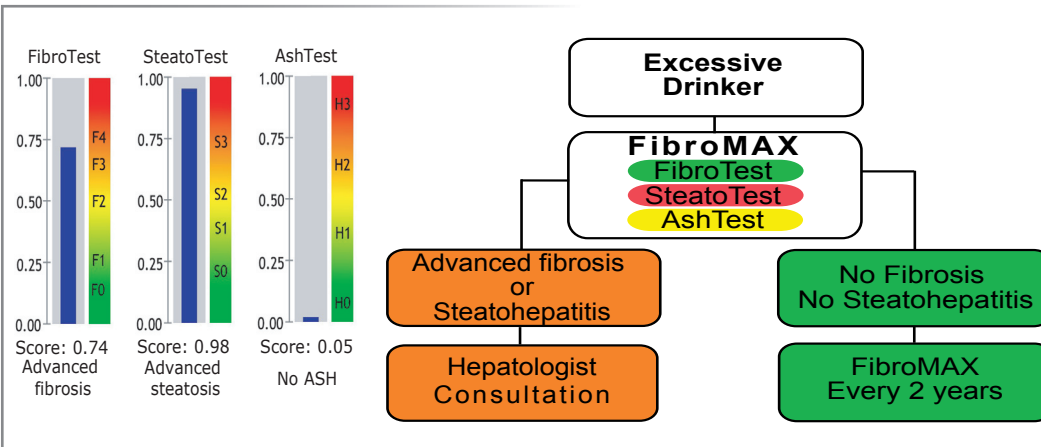 FibroTest
1.00
0.75
0.50
0.25
0.00
F4
F3
F2
F1
F0
Score: 0.74
Advanced
fibrosis
SteatoTest
1.00
0.75
0.50
0.25
0.00
S3
S2
S1
S0
Score: 0.98
Advanced
steatosis
AshTest
1.00
0.75
0.50
0.25
0.00
H3
H2
H1
H0
Score: 0.05
No ASH
Excessive
Drinker
FibroMAX
FibroTest
SteatoTest
AshTest
Advanced fibrosis
or
Steatohepatitis
Hepatologist
Consultation
No Fibrosis
No Steatohepatitis
FibroMAX
Every 2 years